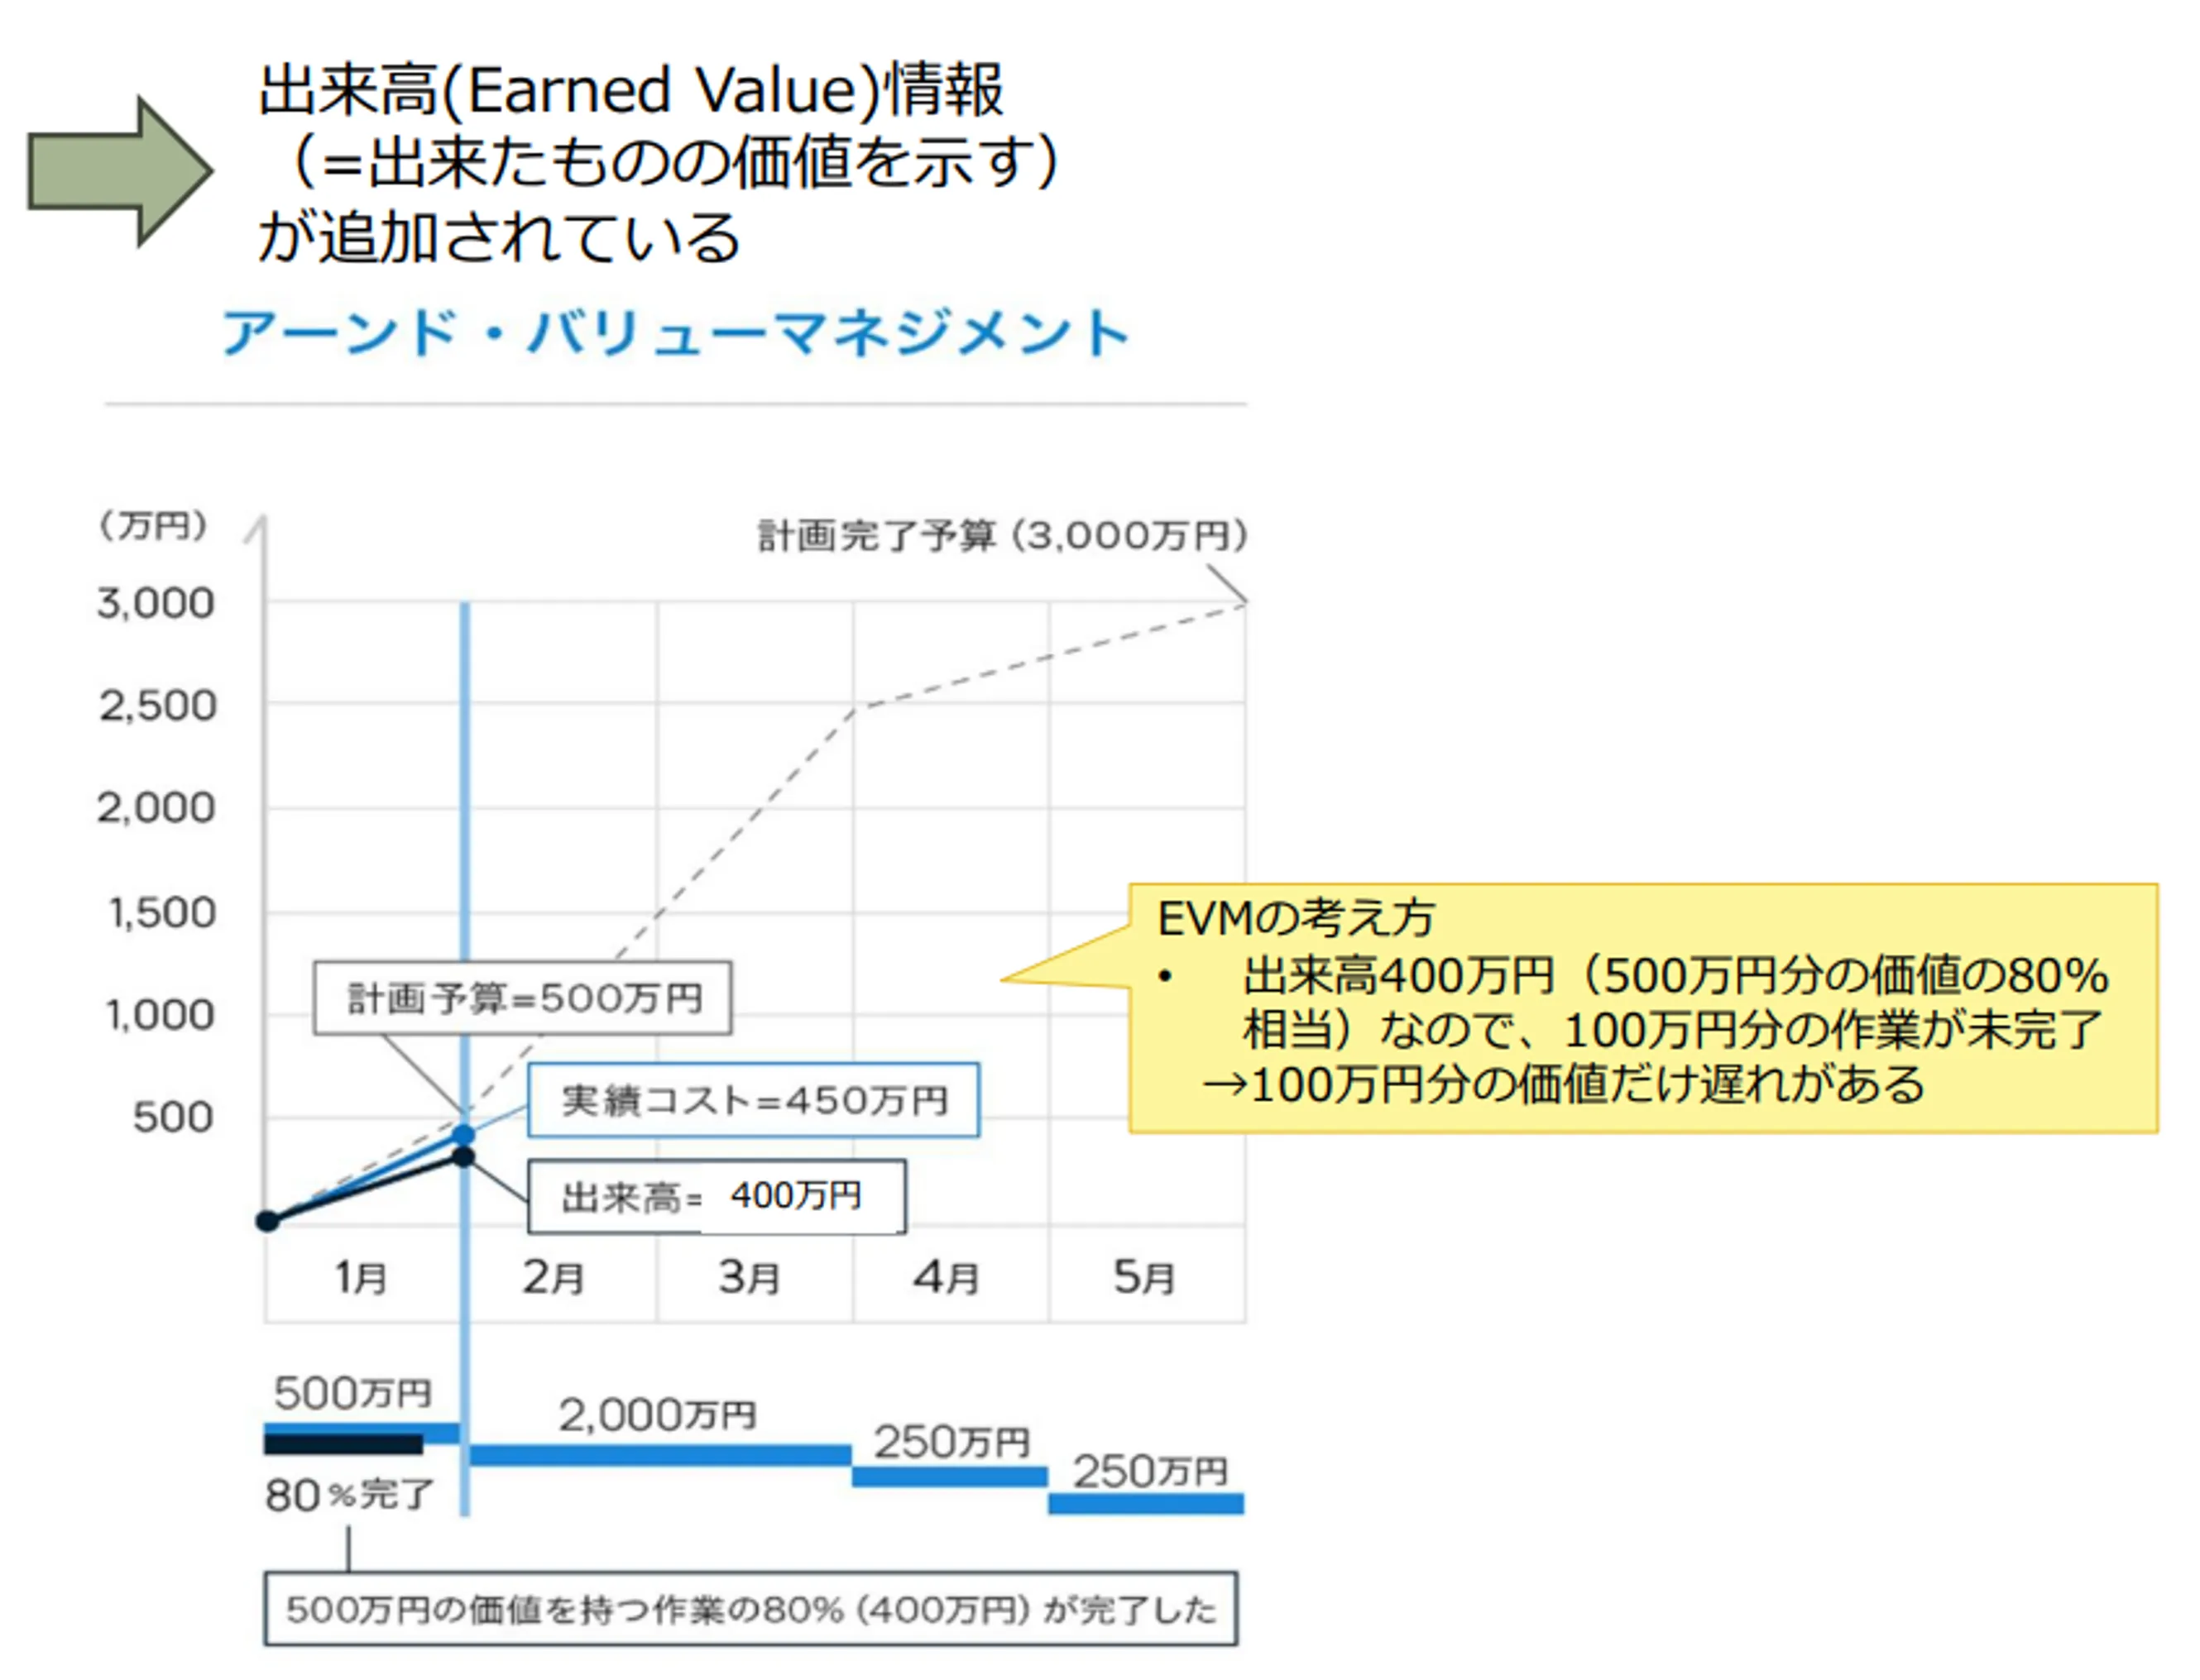 出来高(Earned Value)情報
（=出来たものの価値を示す）
が追加されている
アーンド・バリューマネジメント
（万円）
計画完了予算（3,000万円）
3,000
2,500
2,000
1,500
1,000
500
計画予算=500万円
実績コスト=450万円
出来高= 400万円
EVMの考え方
• 出来高400万円（500万円分の価値の80%
相当）なので、100万円分の作業が未完了
→100万円分の価値だけ遅れがある
1月 2月 3月 4月 5月
500万円
2,000万円
250万円
250万円
80%完了
500万円の価値を持つ作業の80%（400万円）が完了した